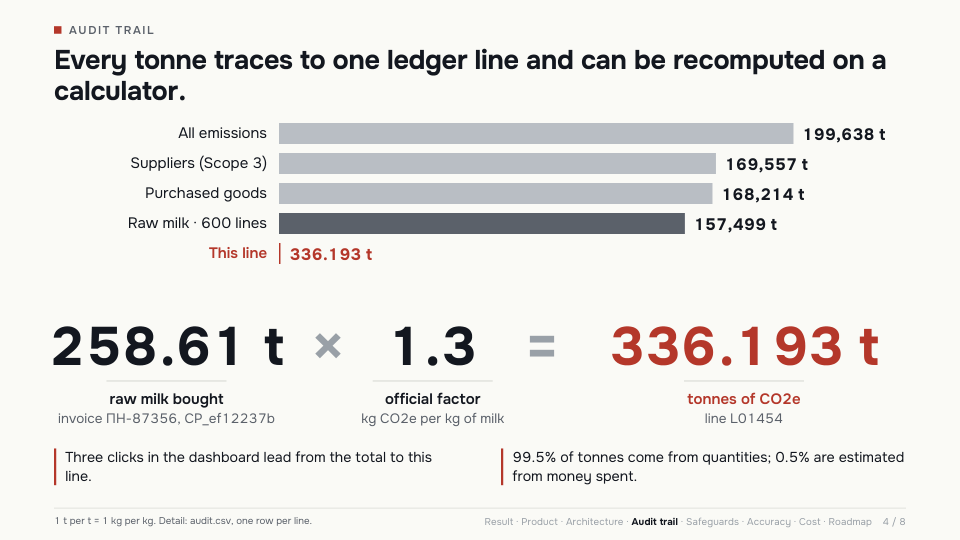 AUDIT TRAIL
Every tonne traces to one ledger line and can be recomputed on a
calculator.
All emissions 199,638 t
Suppliers (Scope 3) 169,557 t
Purchased goods 168,214 t
Raw milk · 600 lines 157,499 t
This line 336.193 t
258.61 t × 1.3 = 336.193 t
raw milk bought official factor tonnes of CO2e
invoice ПН-87356, CP_ef12237b kg CO2e per kg of milk line L01454
Three clicks in the dashboard lead from the total to this
line.
99.5% of tonnes come from quantities; 0.5% are estimated
from money spent.
1 t per t = 1 kg per kg. Detail: audit.csv, one row per line.
Result · Product · Architecture · Audit trail · Safeguards · Accuracy · Cost · Roadmap 4 / 8